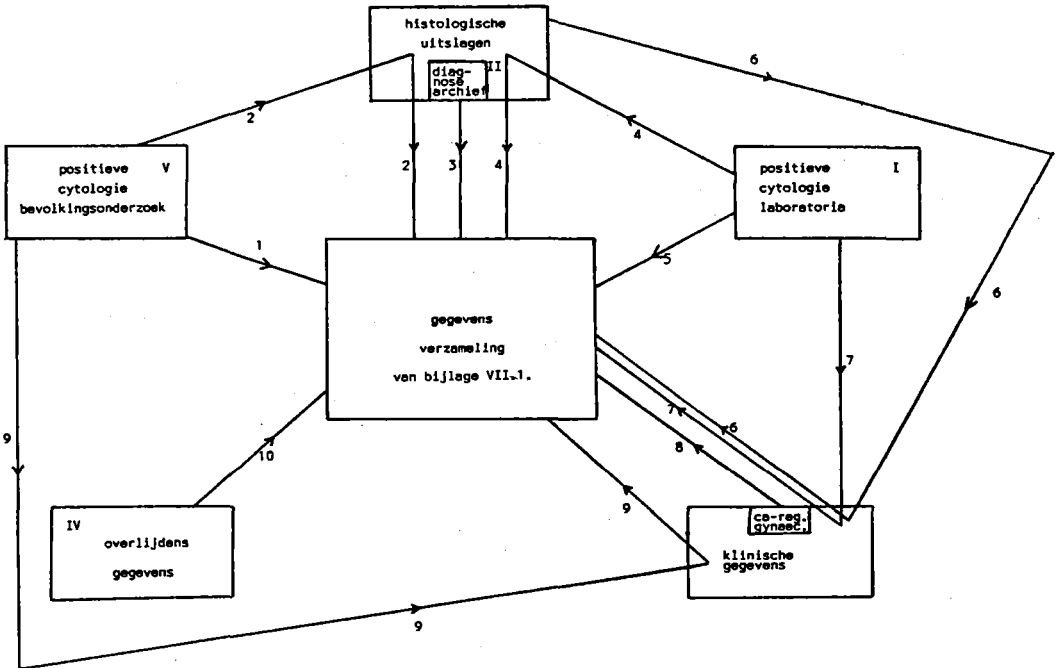 histologische
uitslagen
II
diag-
nose
archief
6
2
4
positieve V
cytologie
bevolkingsonderzoek
2 3 4
positieve I
cytologie
laboratoria
1
5
6
gegevens
verzameling
van bijlage VII-1.
7
7 6
8
9
10
9
IV
overlijdens
gegevens
ca-reg.
gynaec.
klinische
gegevens
9